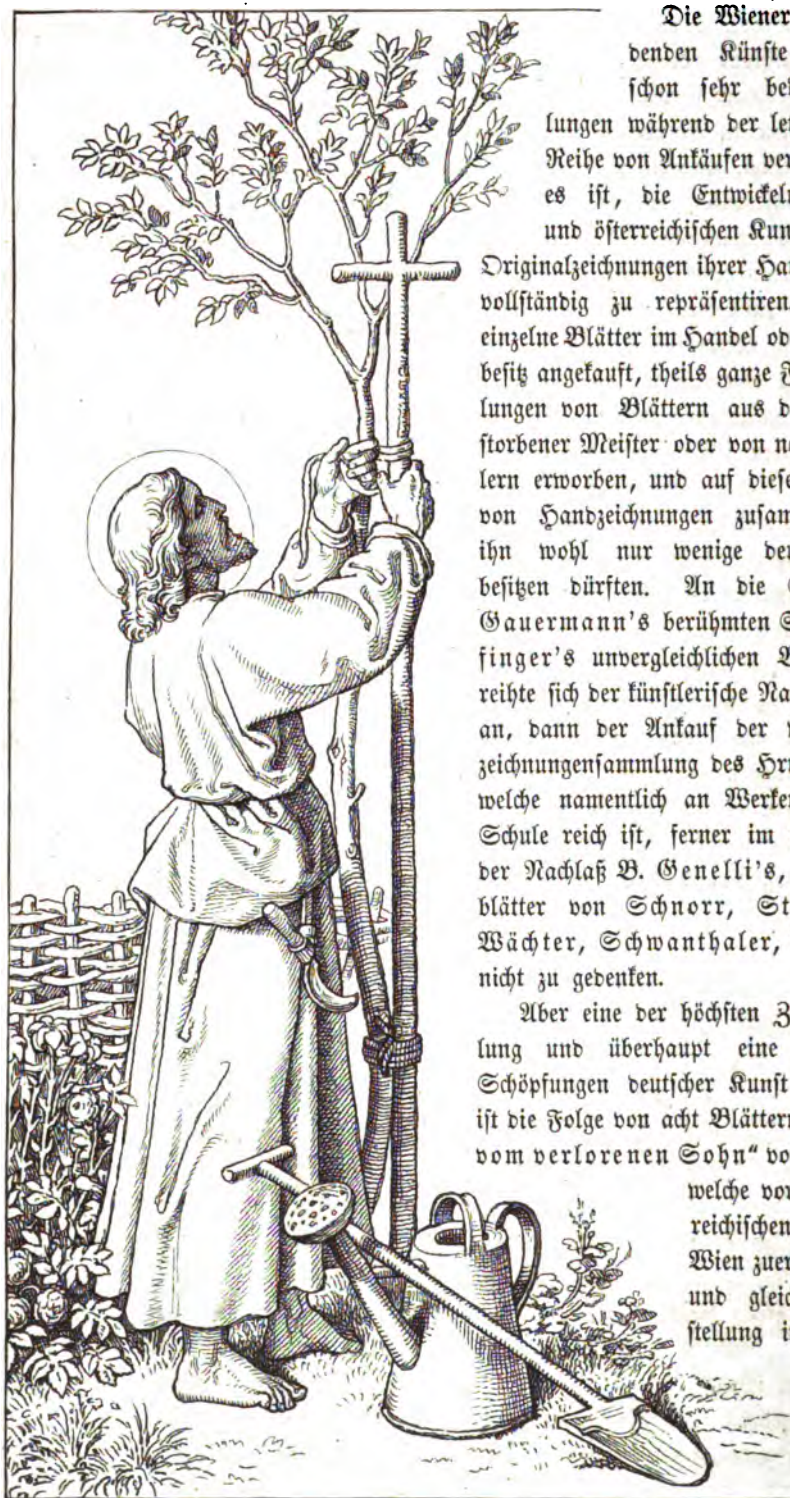 Die Wiener
denden Künste
schon sehr be
lungen während der le
Reihe von Ankäufen ver
es ist, die Entwickel
und österreichischen Kun
Originalzeichnungen ihrer Ha
vollständig zu repräsentiren
einzelne Blätter im Handel od
besitz angekauft, theils ganze F
lungen von Blättern aus d
storbener Meister oder von n
lern erworben, und auf diese
von Handzeichnungen zusam
ihn wohl nur wenige der
besitzen dürften. An die
Gauermann's berühmten S
finger's unvergleichlichen
reihte sich der künstlerische Na
an, dann der Ankauf der
zeichnungensammlung des Hrn
welche namentlich an Werken
Schule reich ist, ferner im
der Nachlaß B. Genelli's,
blätter von Schnorr, St
Wächter, Schwanthaler,
nicht zu gedenken.
Aber eine der höchsten Z
lung und überhaupt eine
Schöpfungen deutscher Kunst
ist die Folge von acht Blättern
vom verlorenen Sohn“ vo
welche vor
reichischen
Wien zuer
und gleic
stellung i